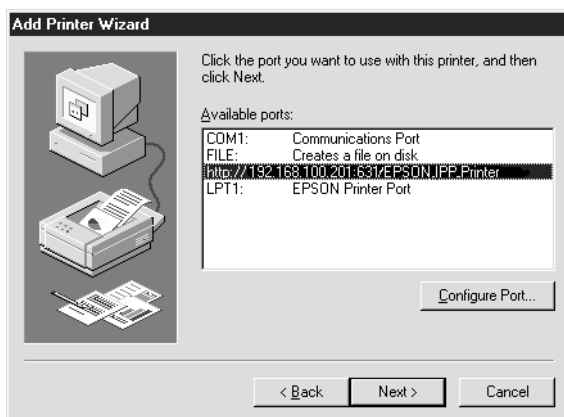 Add Printer Wizard
Click the port you want to use with this printer, and then
click Next.
Available ports:
COM1: Communications Port
FILE: Creates a file on disk
http://192.168.100.201:631/EPSON_IPP_Printer
LPT1: EPSON Printer Port
Configure Port...
< Back Next > Cancel